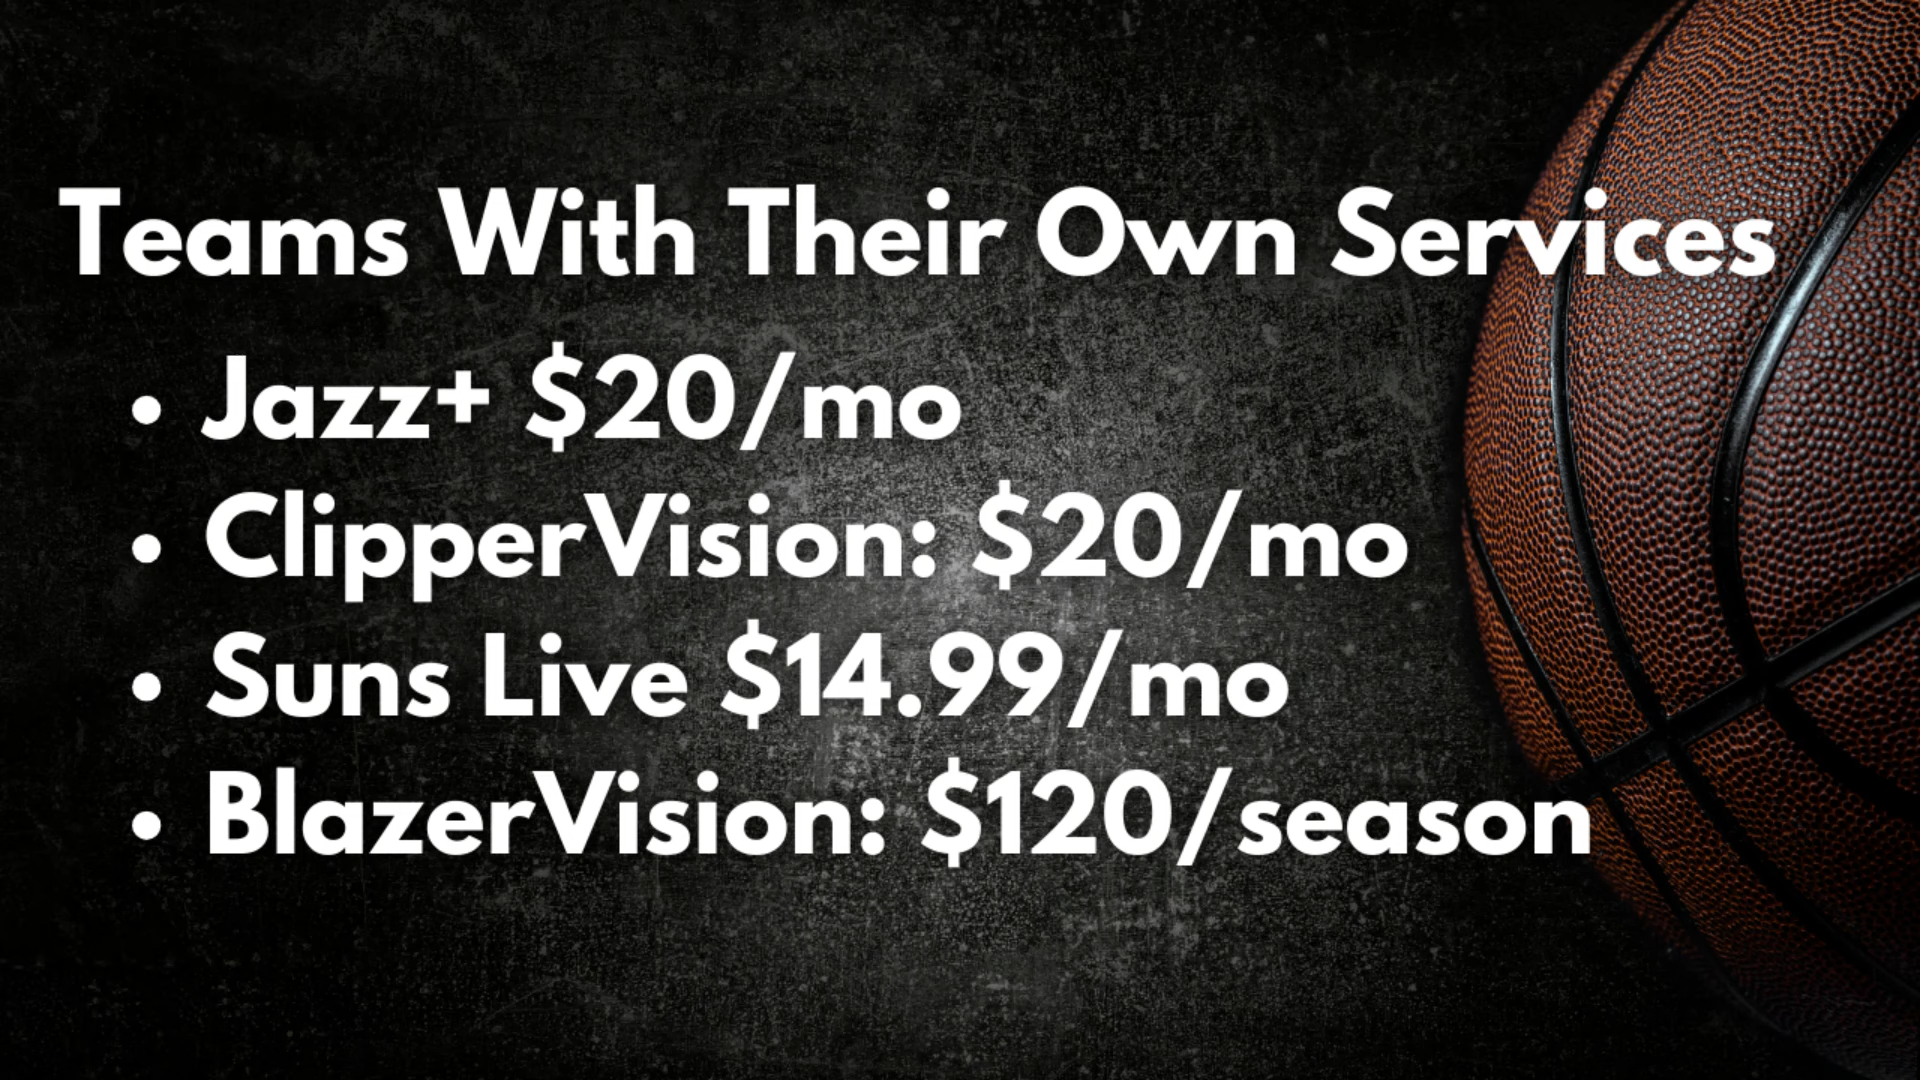 Teams With Their Own Services
• Jazz+ $20/mo
• ClipperVision: $20/mo
• Suns Live $14.99/mo
• BlazerVision: $120/season